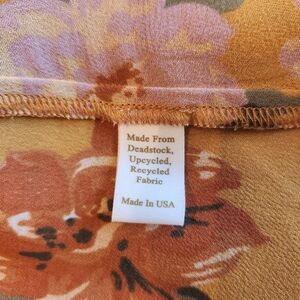 Made From
Deadstock,
Upcycled,
Recycled
Fabric
Made In USA